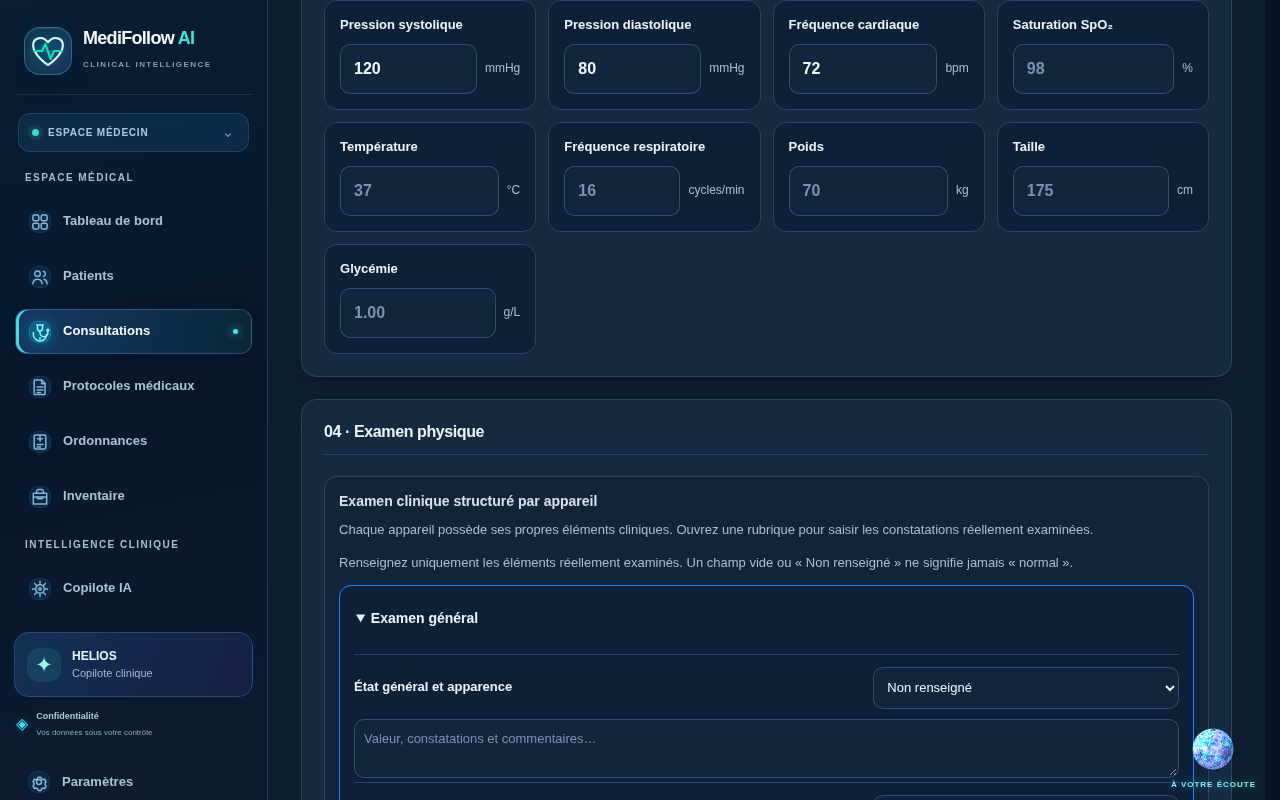 MediFollow AI
CLINICAL INTELLIGENCE
ESPACE MÉDECIN
ESPACE MÉDICAL
Tableau de bord
Patients
Consultations
Protocoles médicaux
Ordonnances
Inventaire
INTELLIGENCE CLINIQUE
Copilote IA
HELIOS
Copilote clinique
Confidentialité
Vos données sous votre contrôle
Paramètres
Pression systolique
120 mmHg
Pression diastolique
80 mmHg
Fréquence cardiaque
72 bpm
Saturation SpO₂
98 %
Température
37 °C
Fréquence respiratoire
16 cycles/min
Poids
70 kg
Taille
175 cm
Glycémie
1.00 g/L
04 · Examen physique
Examen clinique structuré par appareil
Chaque appareil possède ses propres éléments cliniques. Ouvrez une rubrique pour saisir les constatations réellement examinées.
Renseignez uniquement les éléments réellement examinés. Un champ vide ou « Non renseigné » ne signifie jamais « normal ».
▼ Examen général
État général et apparence
Non renseigné
Valeur, constatations et commentaires…
À VOTRE ÉCOUTE